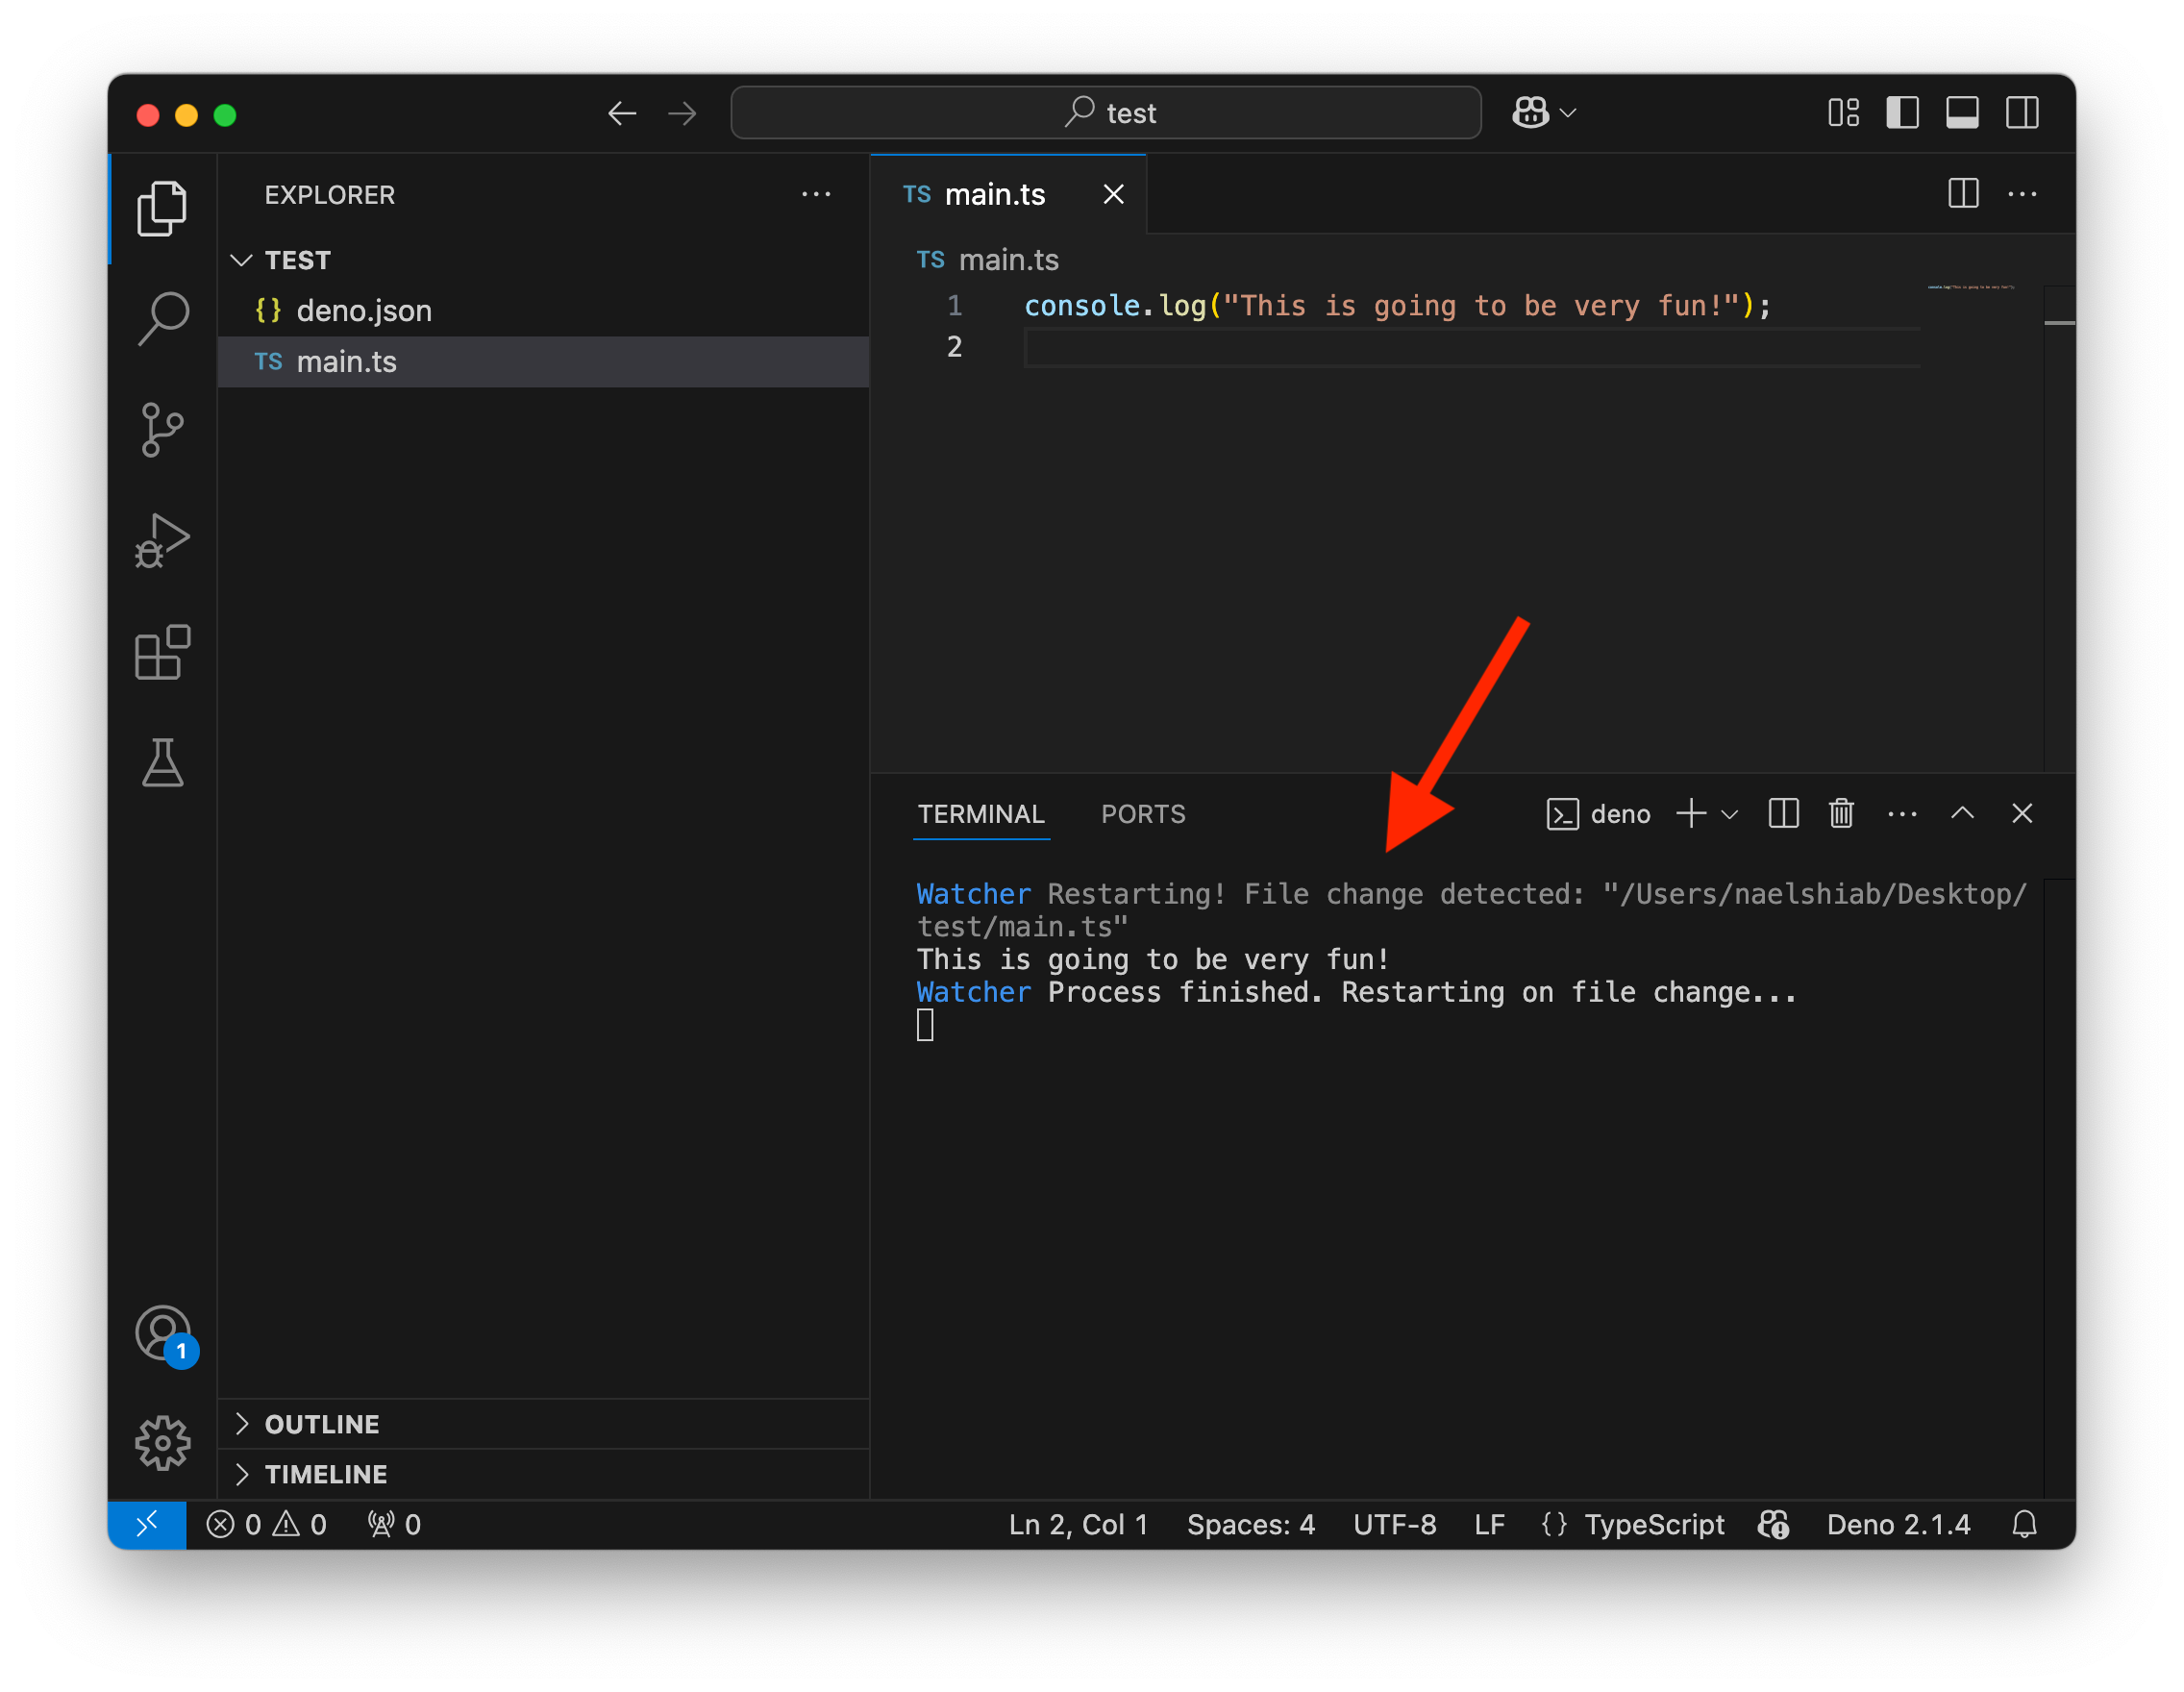 test
EXPLORER
TEST
{} deno.json
TS main.ts
TS main.ts
TS main.ts
1 console.log("This is going to be very fun!");
2
TERMINAL PORTS deno
Watcher Restarting! File change detected: "/Users/naelshiab/Desktop/
test/main.ts"
This is going to be very fun!
Watcher Process finished. Restarting on file change...
1
OUTLINE
TIMELINE
0 0 0 Ln 2, Col 1 Spaces: 4 UTF-8 LF {} TypeScript Deno 2.1.4